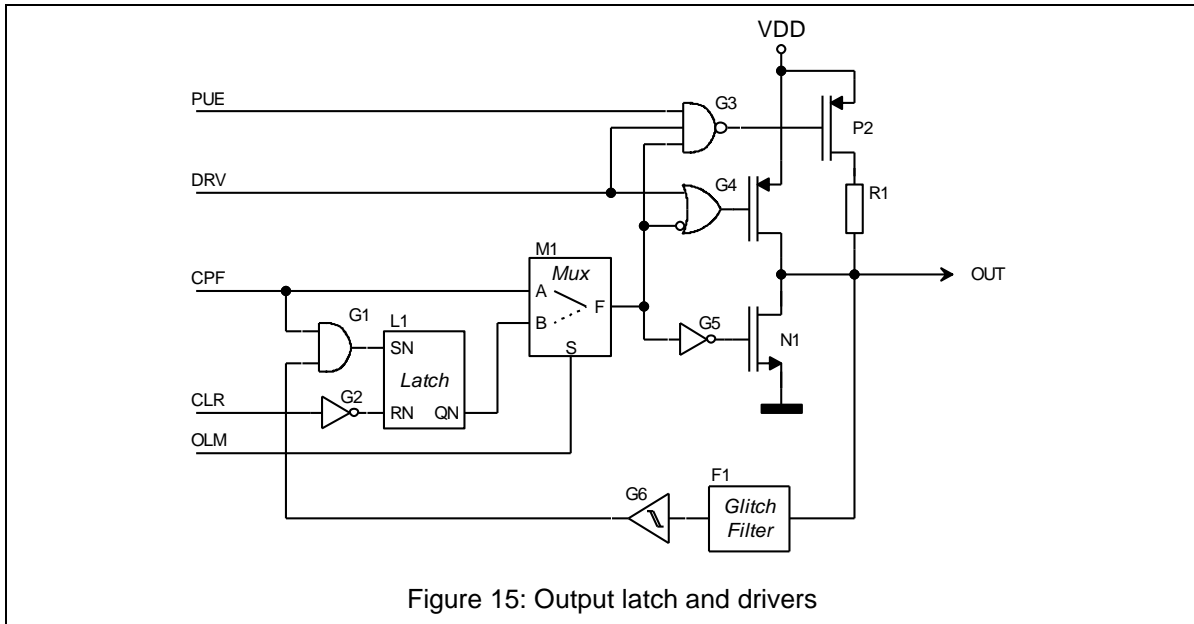 VDD
PUE
G3
P2
DRV
G4
R1
M1
CPF
Mux
OUT
A
F
G1
L1
B
G5
SN
S
N1
Latch
CLR
G2
RN
QN
OLM
F1
G6
Glitch
Filter
Figure 15: Output latch and drivers